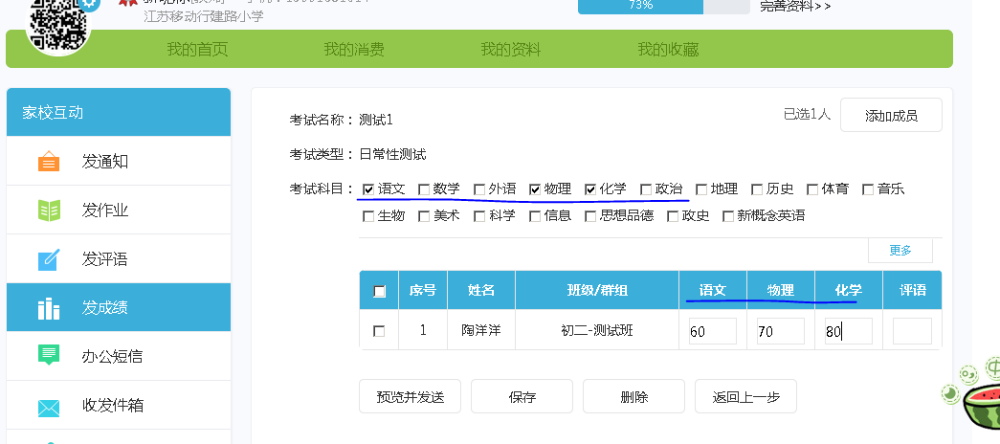 73%
完善资料>>
江苏移动行建路小学
我的首页 我的消费 我的资料 我的收藏
家校互动
发通知
发作业
发评语
发成绩
办公短信
收发件箱
考试名称：测试1
已选1人 添加成员
考试类型：日常性测试
考试科目：语文 数学 外语 物理 化学 政治 地理 历史 体育 音乐
生物 美术 科学 信息 思想品德 政史 新概念英语
更多
序号 姓名 班级/群组 语文 物理 化学 评语
1 陶洋洋 初二-测试班 60 70 80
预览并发送 保存 删除 返回上一步